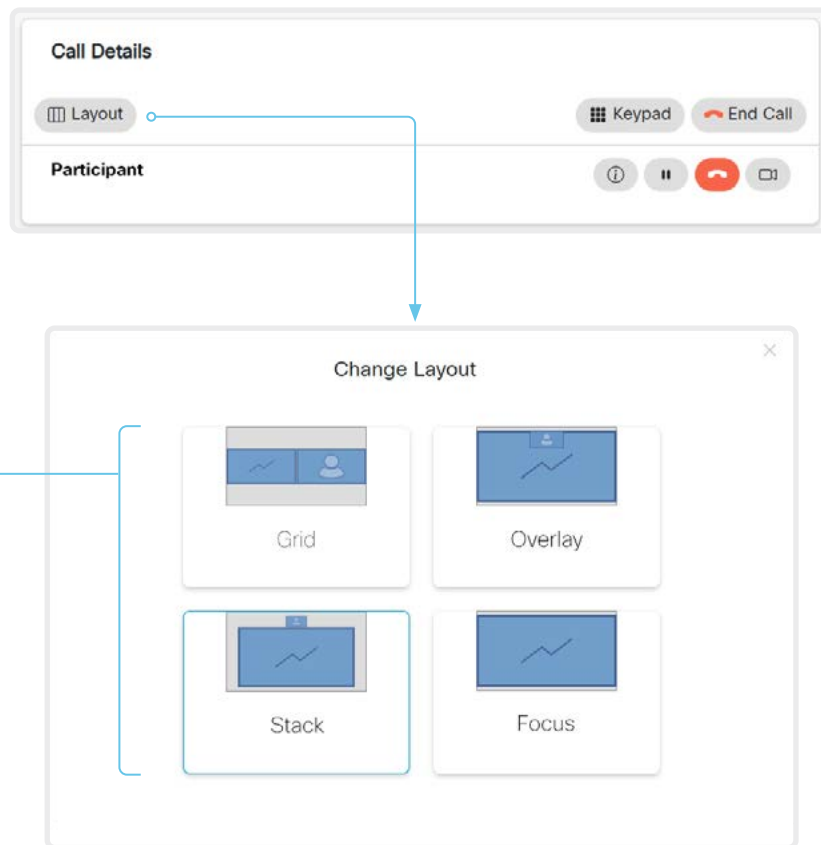 Call Details
Layout Keypad End Call
Participant
Change Layout
Grid Overlay
Stack Focus